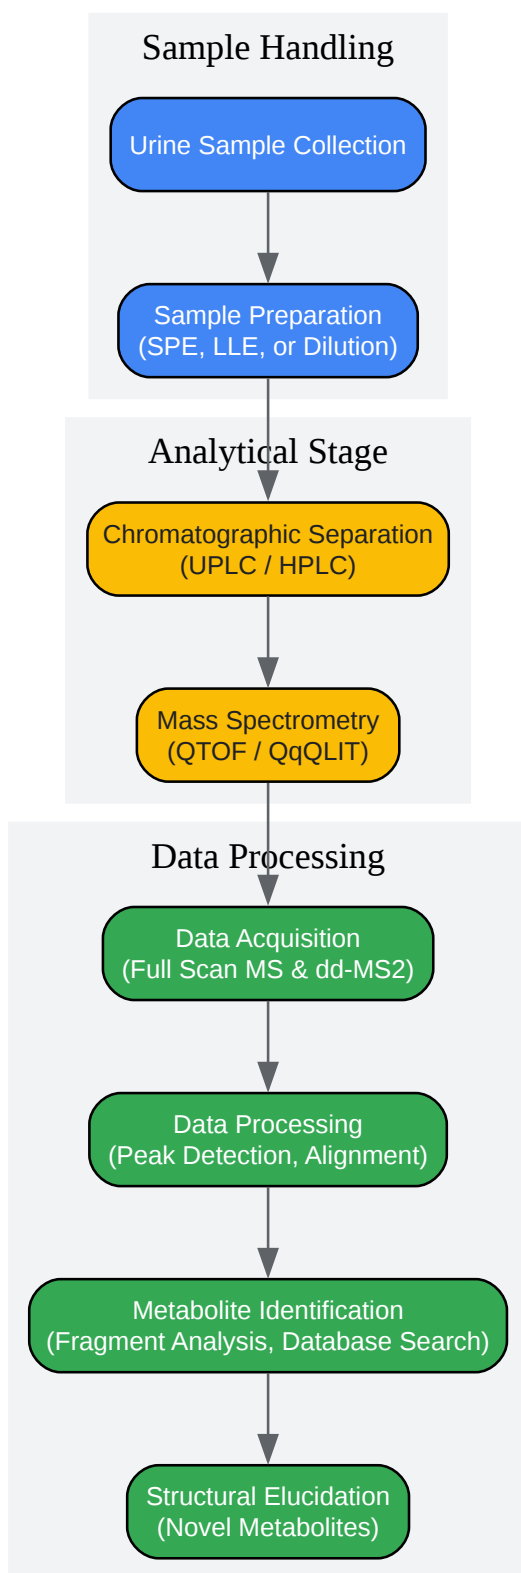 Sample Handling
Urine Sample Collection
Sample Preparation
(SPE, LLE, or Dilution)
Analytical Stage
Chromatographic Separation
(UPLC / HPLC)
Mass Spectrometry
(QTOF / QqQLIT)
Data Processing
Data Acquisition
(Full Scan MS & dd-MS2)
Data Processing
(Peak Detection, Alignment)
Metabolite Identification
(Fragment Analysis, Database Search)
Structural Elucidation
(Novel Metabolites)